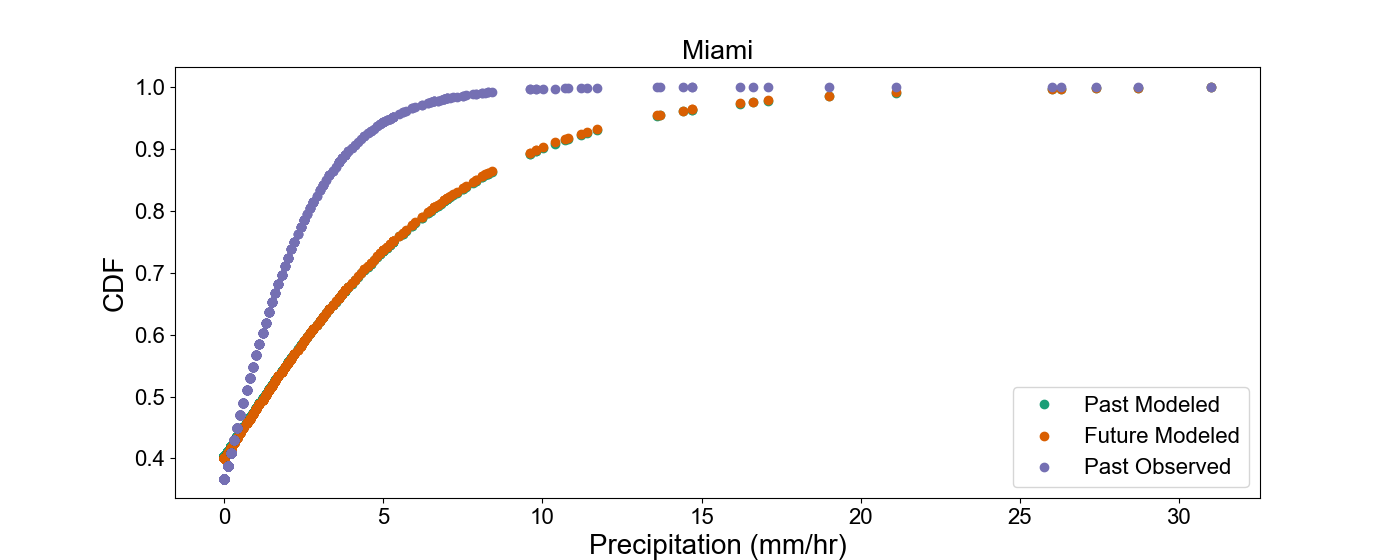 Miami
CDF
1.0
0.9
0.8
0.7
0.6
0.5
0.4
0 5 10 15 20 25 30
Precipitation (mm/hr)
Past Modeled
Future Modeled
Past Observed